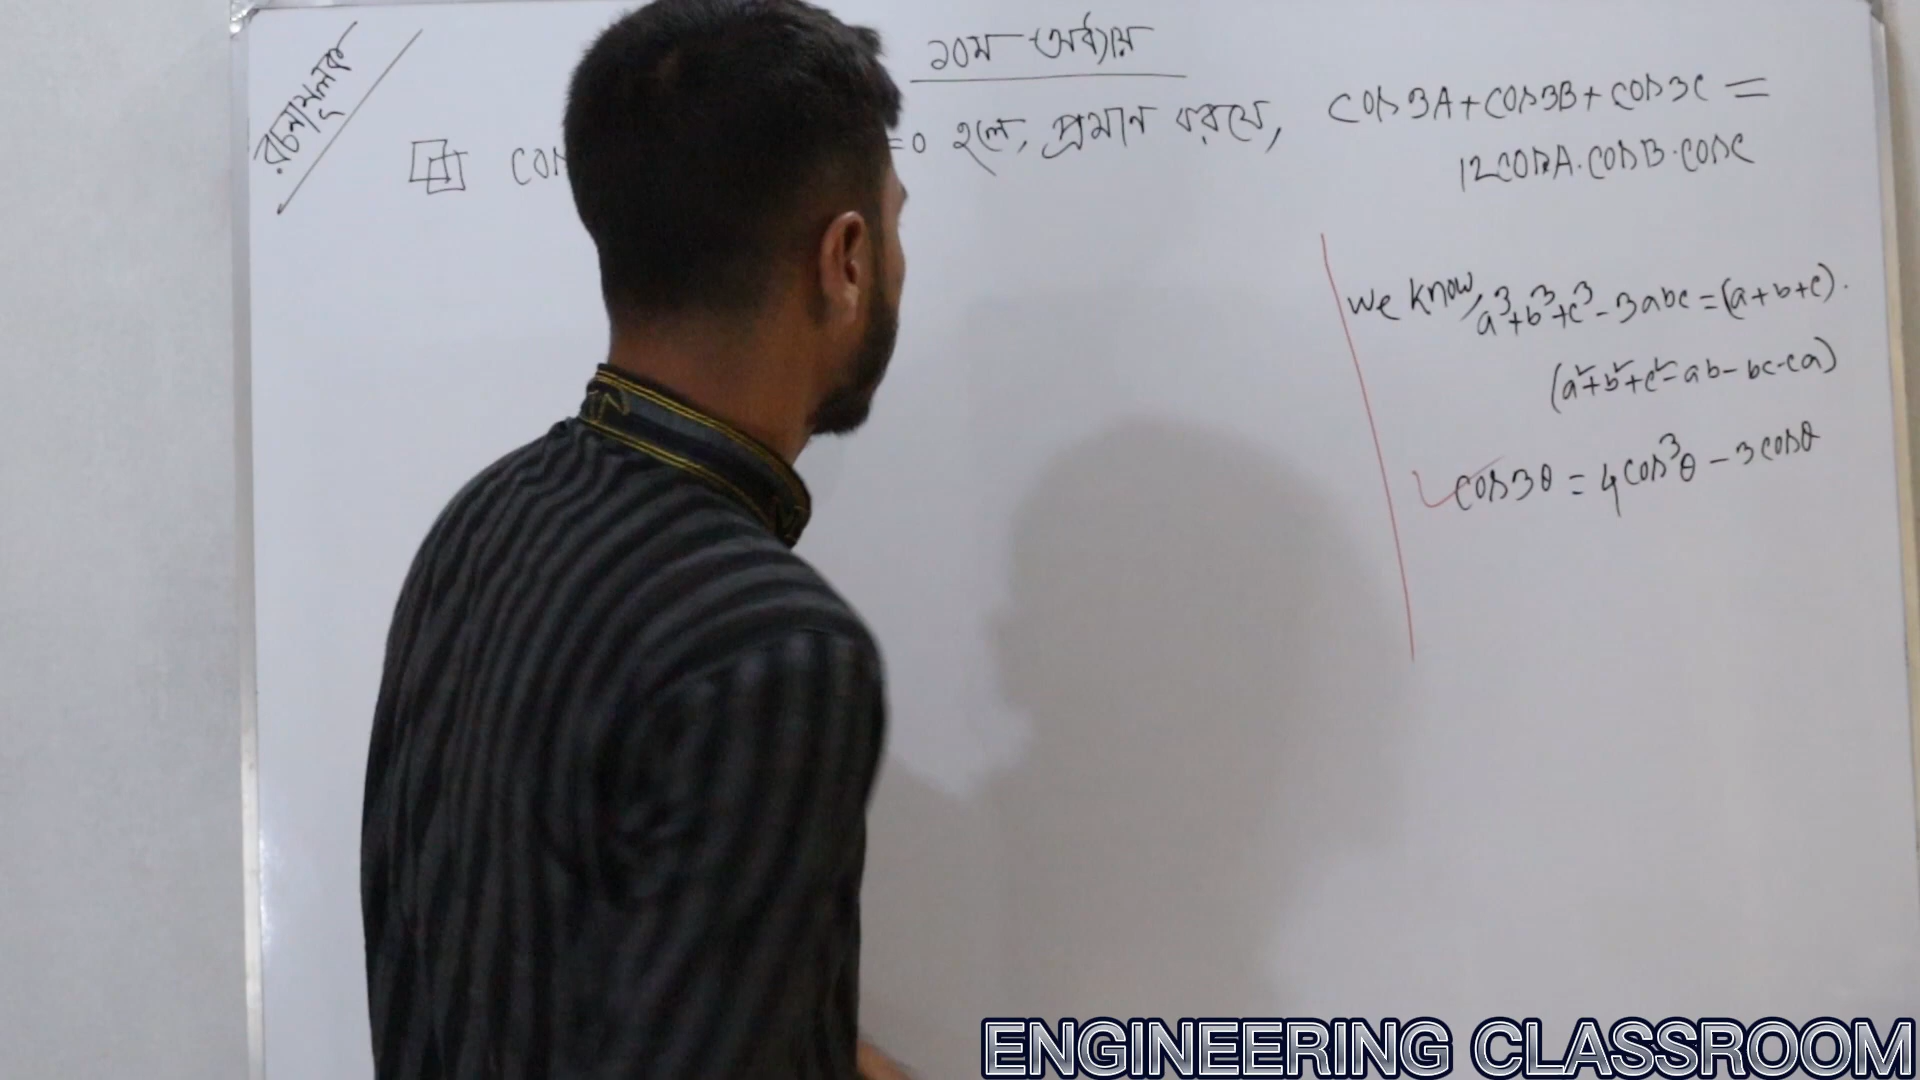 রচনামূলক
১০ম অধ্যায়
cos =0 হলে, প্রমান কর যে, cos3A+cos3B+cos3C =
12cosA.cosB.cosC
We know, a³+b³+c³-3abc=(a+b+c).
(a²+b²+c²-ab-bc-ca)
cos3θ = 4cos³θ - 3cosθ
ENGINEERING CLASSROOM